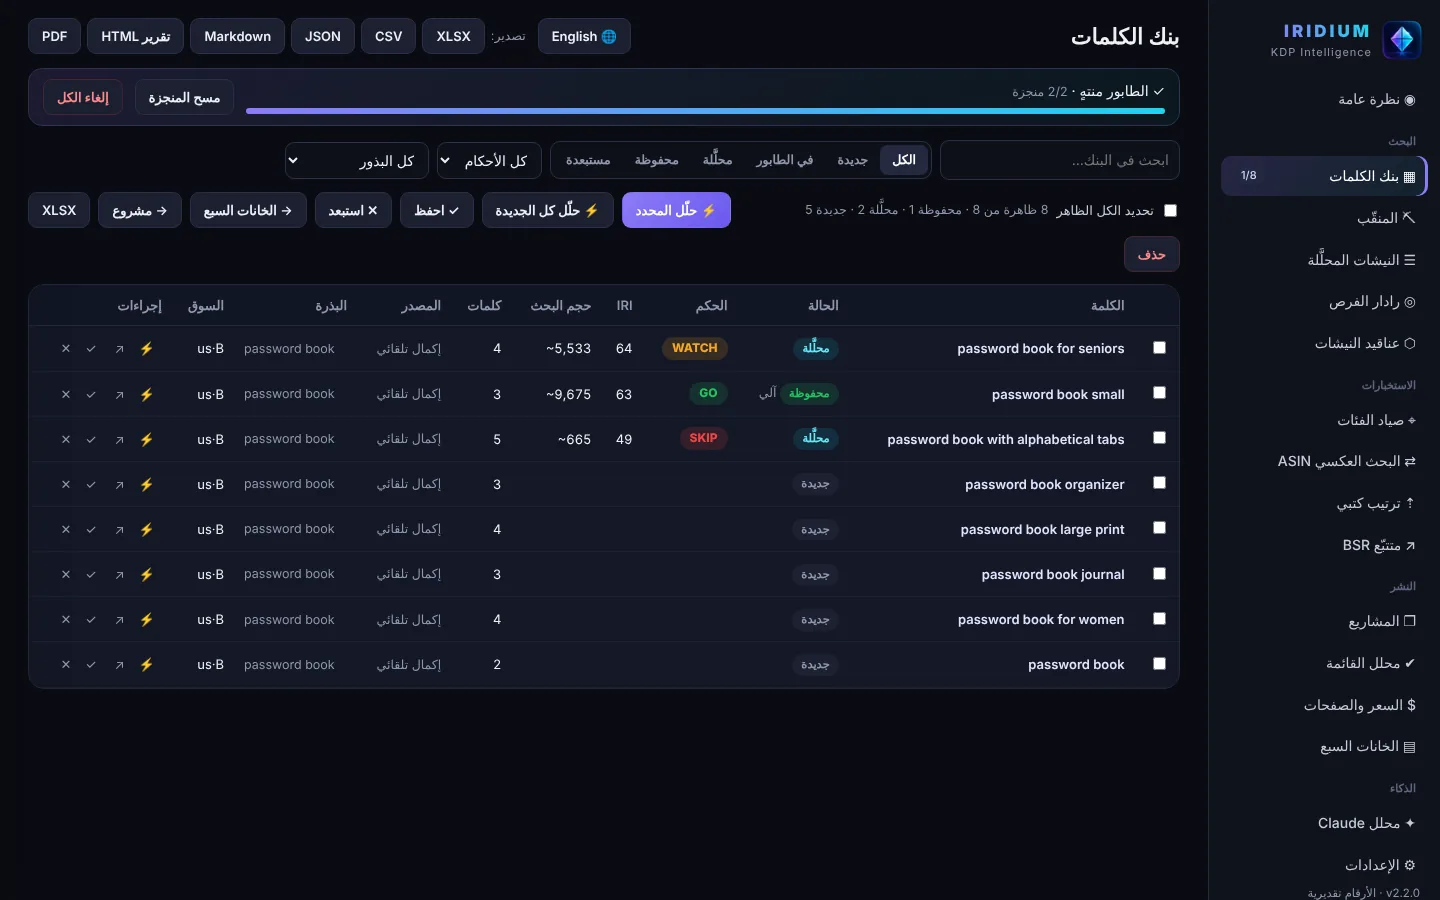 IRIDIUM
KDP Intelligence
◉ نظرة عامة
البحث
▦ بنك الكلمات 1/8
⛏ المنقّب
☰ النيشات المحلَّلة
◎ رادار الفرص
⬡ عناقيد النيشات
الاستخبارات
⌖ صياد الفئات
⇄ البحث العكسي ASIN
⇡ ترتيب كتبي
↗ متتبّع BSR
النشر
❐ المشاريع
✔ محلل القائمة
$ السعر والصفحات
▤ الخانات السبع
الذكاء
✦ محلل Claude
⚙ الإعدادات
v2.2.0 · الأرقام تقديرية
بنك الكلمات
🌐 English تصدير: XLSX CSV JSON Markdown تقرير HTML PDF
✓ الطابور منتهٍ · 2/2 منجزة
مسح المنجزة إلغاء الكل
ابحث في البنك... الكل جديدة في الطابور محلَّلة محفوظة مستبعدة كل الأحكام كل البذور
تحديد الكل الظاهر 8 ظاهرة من 8 · محفوظة 1 · محلَّلة 2 · جديدة 5
⚡ حلّل المحدد ⚡ حلّل كل الجديدة ✓ احفظ ✕ استبعد → الخانات السبع → مشروع XLSX
حذف
الكلمة الحالة الحكم IRI حجم البحث كلمات المصدر البذرة السوق إجراءات
password book for seniors محلَّلة WATCH 64 ~5,533 4 إكمال تلقائي password book us·B ⚡ ↗ ✓ ✕
password book small محفوظة آلي GO 63 ~9,675 3 إكمال تلقائي password book us·B ⚡ ↗ ✓ ✕
password book with alphabetical tabs محلَّلة SKIP 49 ~665 5 إكمال تلقائي password book us·B ⚡ ↗ ✓ ✕
password book organizer جديدة 3 إكمال تلقائي password book us·B ⚡ ↗ ✓ ✕
password book large print جديدة 4 إكمال تلقائي password book us·B ⚡ ↗ ✓ ✕
password book journal جديدة 3 إكمال تلقائي password book us·B ⚡ ↗ ✓ ✕
password book for women جديدة 4 إكمال تلقائي password book us·B ⚡ ↗ ✓ ✕
password book جديدة 2 إكمال تلقائي password book us·B ⚡ ↗ ✓ ✕